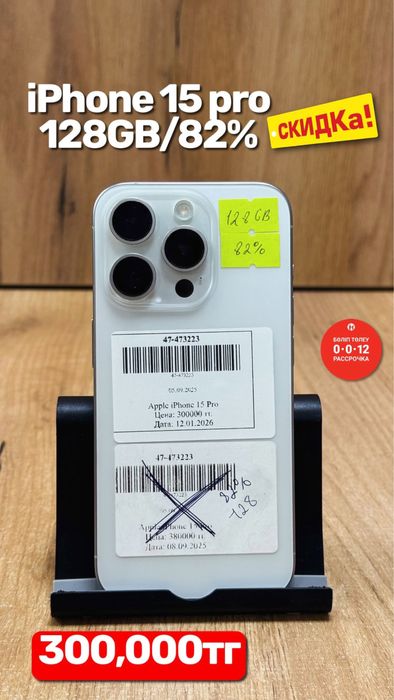 iPhone 15 pro
128GB/82%
СКИДКа!
128GB
82%
БӨЛІП ТӨЛЕУ
0-0-12
РАССРОЧКА
47-473223
47-473223
05.09.2025
Apple iPhone 15 Pro
Цена: 300000 тг.
Дата: 12.01.2026
47-473223
82%
128
Цена: 380000 тг.
Дата: 08.09.2025
300,000тг